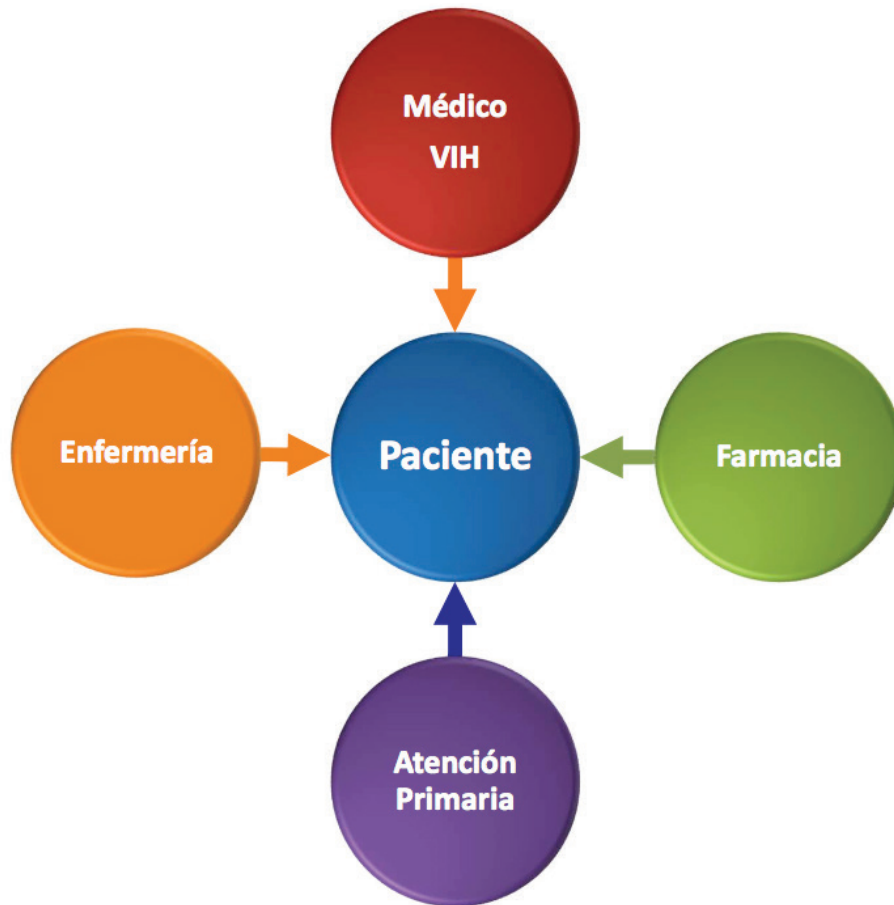 Médico
VIH
Enfermería
Paciente
Farmacia
Atención
Primaria